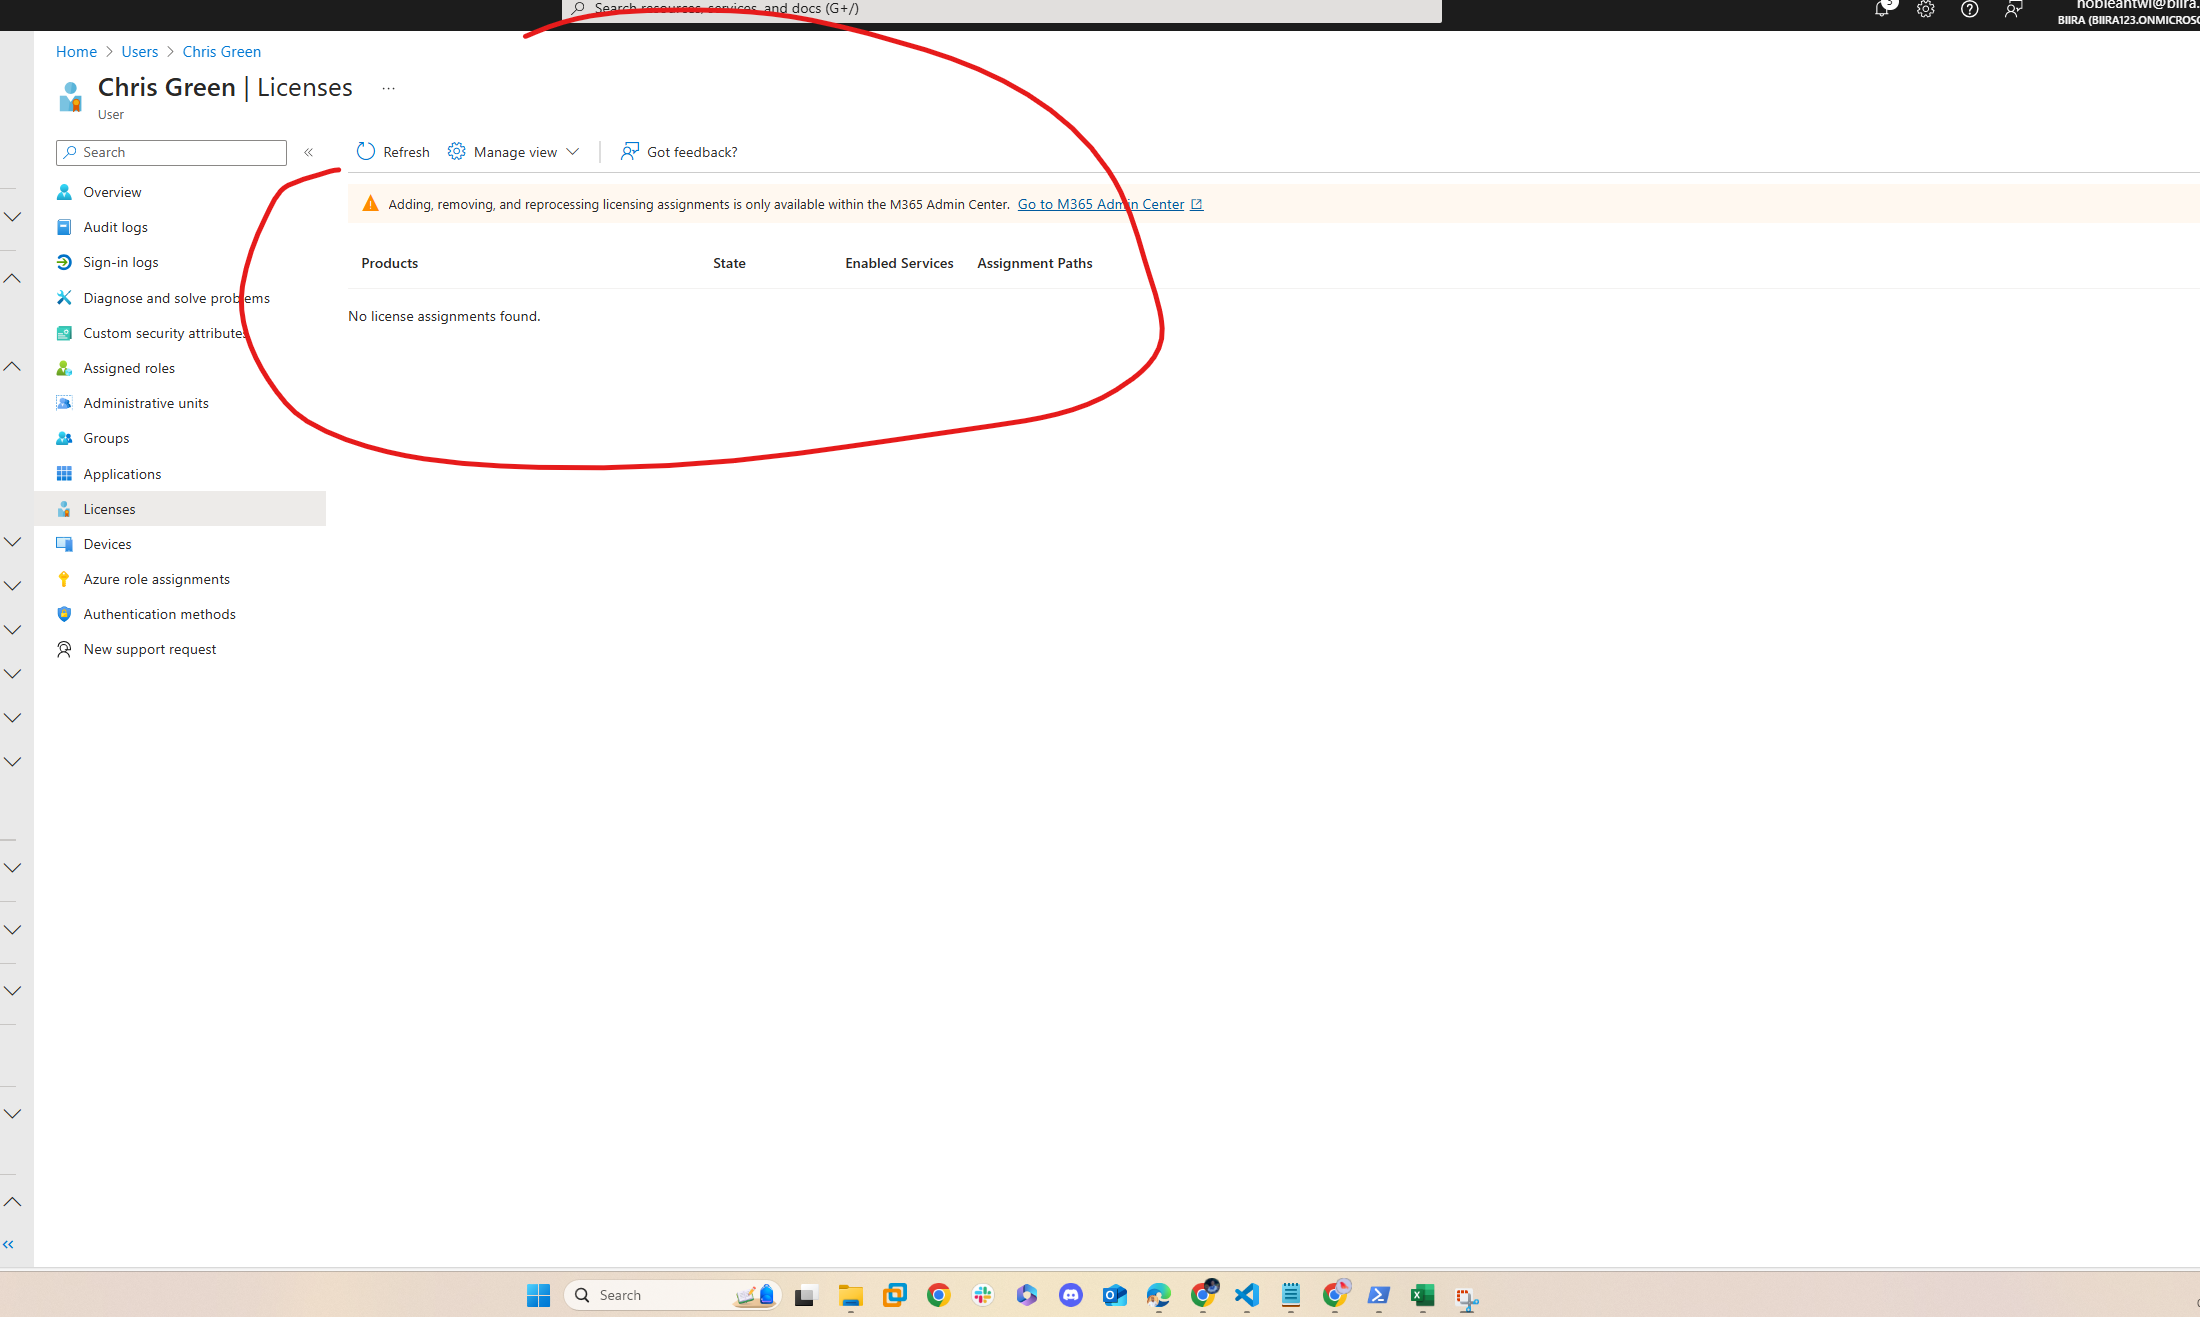 Search resources, services, and docs (G+/)
5
nobleantwi@biira.
BIIRA (BIIRA123.ONMICROSO
Home > Users > Chris Green
Chris Green | Licenses ...
User
Search
Refresh
Manage view
Got feedback?
Adding, removing, and reprocessing licensing assignments is only available within the M365 Admin Center. Go to M365 Admin Center
Products State Enabled Services Assignment Paths
No license assignments found.
Overview
Audit logs
Sign-in logs
Diagnose and solve problems
Custom security attributes
Assigned roles
Administrative units
Groups
Applications
Licenses
Devices
Azure role assignments
Authentication methods
New support request
Search